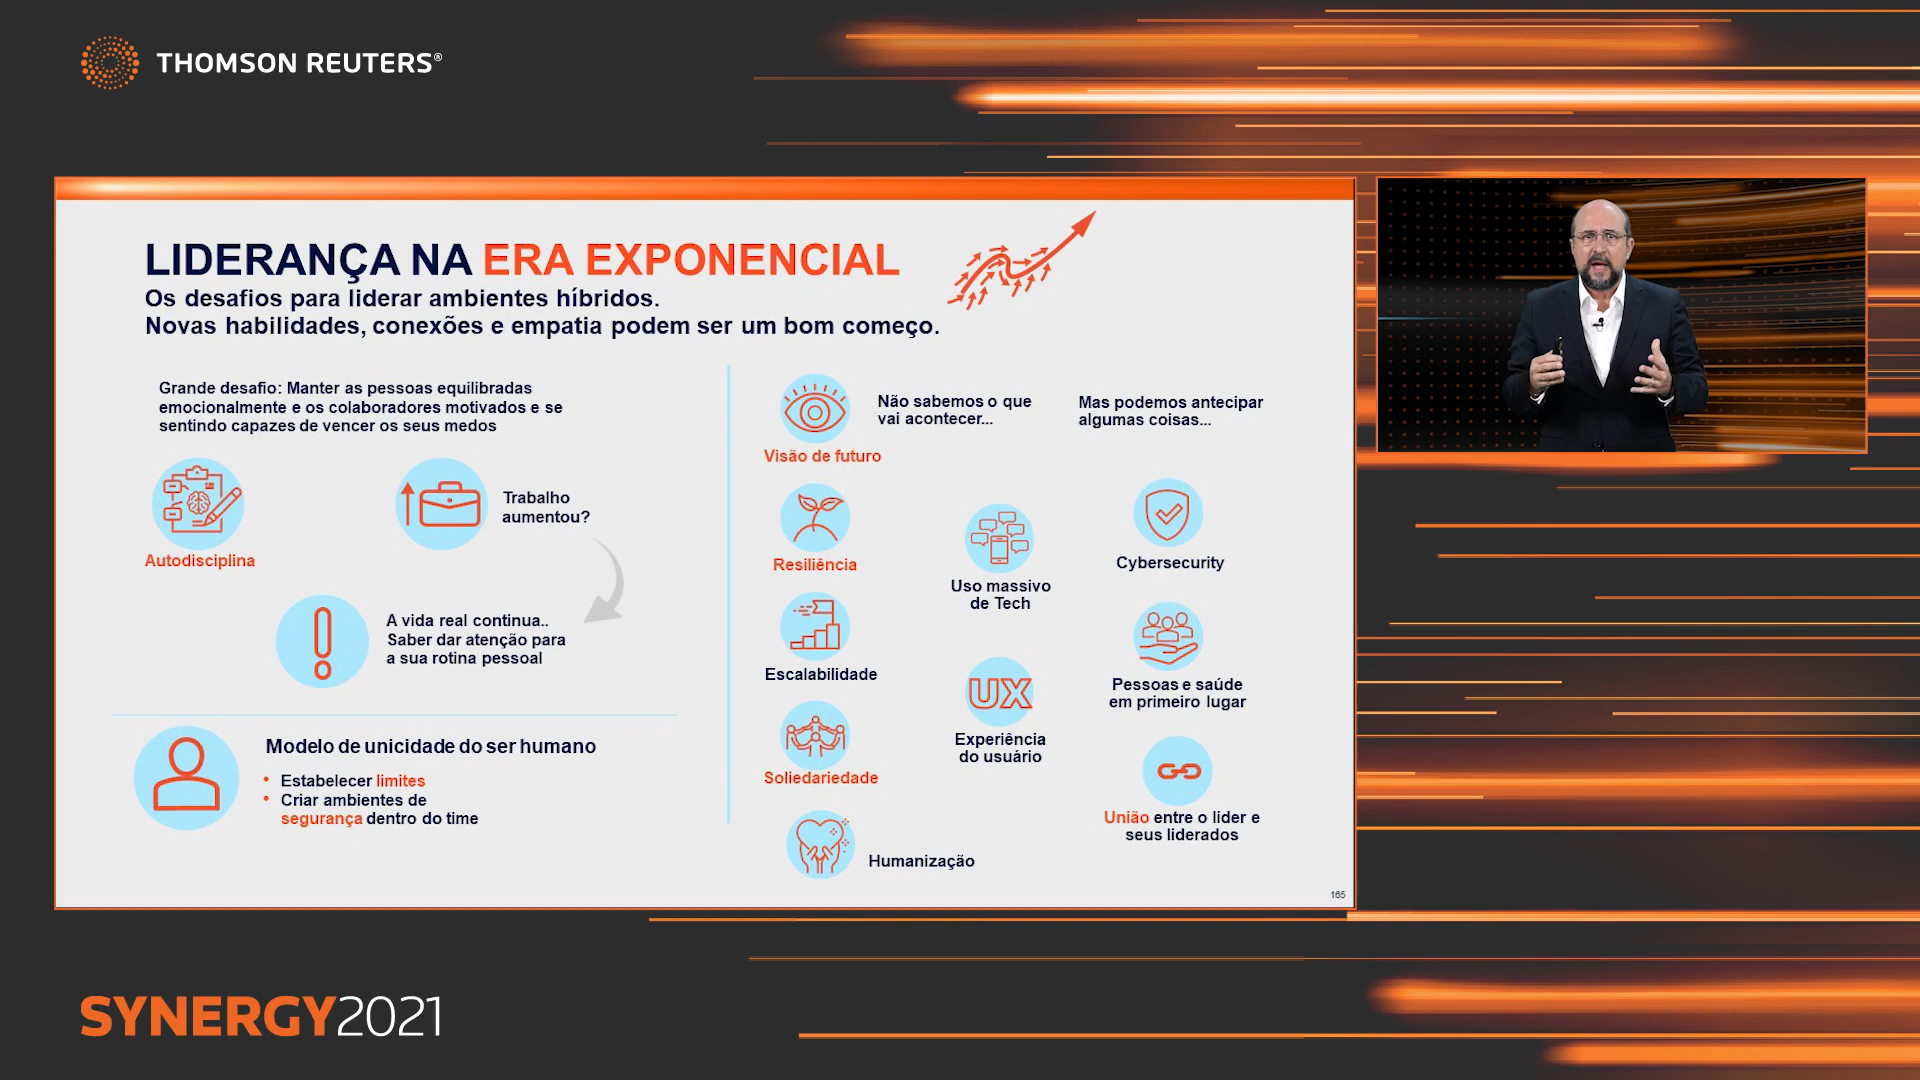 THOMSON REUTERS®
LIDERANÇA NA ERA EXPONENCIAL
Os desafios para liderar ambientes híbridos.
Novas habilidades, conexões e empatia podem ser um bom começo.
Grande desafio: Manter as pessoas equilibradas
emocionalmente e os colaboradores motivados e se
sentindo capazes de vencer os seus medos
Autodisciplina
Trabalho
aumentou?
A vida real continua..
Saber dar atenção para
a sua rotina pessoal
Modelo de unicidade do ser humano
• Estabelecer limites
• Criar ambientes de
segurança dentro do time
Visão de futuro
Não sabemos o que
vai acontecer...
Mas podemos antecipar
algumas coisas...
Resiliência
Escalabilidade
Soliedariedade
Humanização
Uso massivo
de Tech
UX
Experiência
do usuário
Cybersecurity
Pessoas e saúde
em primeiro lugar
União entre o líder e
seus liderados
165
SYNERGY2021